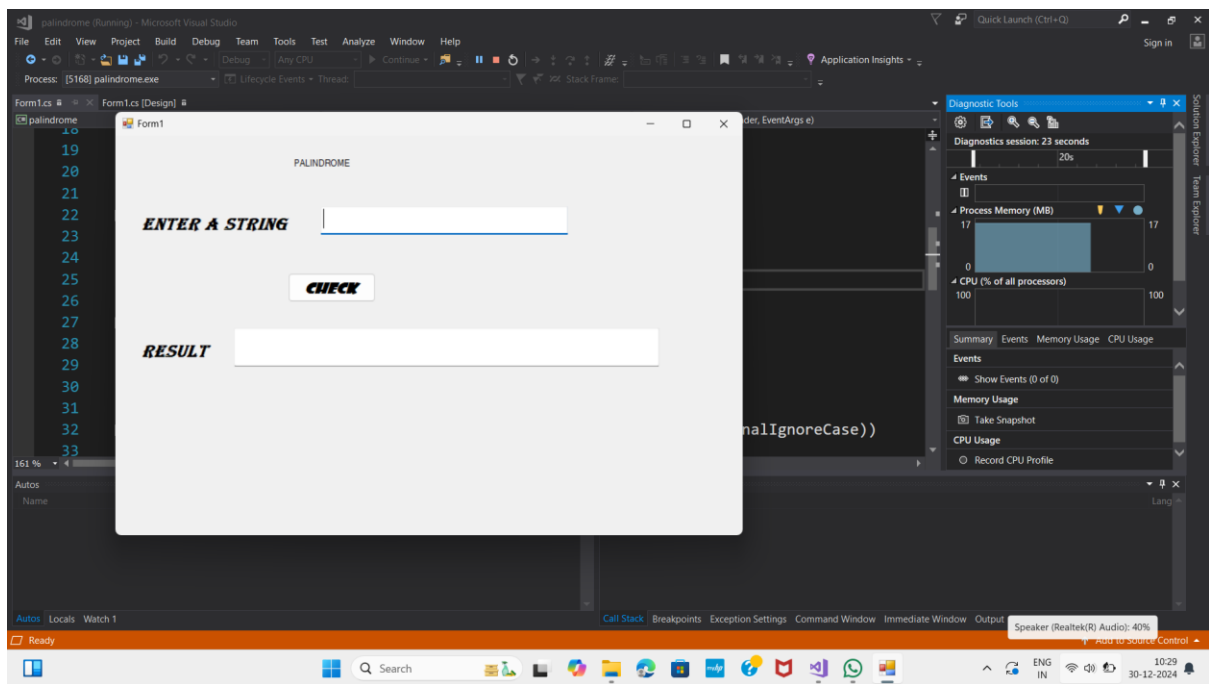 palindrome (Running) - Microsoft Visual Studio
Quick Launch (Ctrl+Q)
File Edit View Project Build Debug Team Tools Test Analyze Window Help
Sign in
Debug Any CPU Continue Application Insights
Process: [5168] palindrome.exe Lifecycle Events Thread: Stack Frame:
Form1.cs Form1.cs [Design]
palindrome
der, EventArgs e)
18
19
20
21
22
23
24
25
26
27
28
29
30
31
32
nalIgnoreCase))
33
161 %
Form1
PALINDROME
ENTER A STRING
CHECK
RESULT
Diagnostic Tools
Diagnostics session: 23 seconds
20s
Events
Process Memory (MB)
17 17
0 0
CPU (% of all processors)
100 100
Summary Events Memory Usage CPU Usage
Events
Show Events (0 of 0)
Memory Usage
Take Snapshot
CPU Usage
Record CPU Profile
Solution Explorer
Team Explorer
Autos
Name
Lang
Autos Locals Watch 1
Call Stack Breakpoints Exception Settings Command Window Immediate Window Output
Speaker (Realtek(R) Audio): 40%
Ready
Add to Source Control
Search
ENG
IN
10:29
30-12-2024